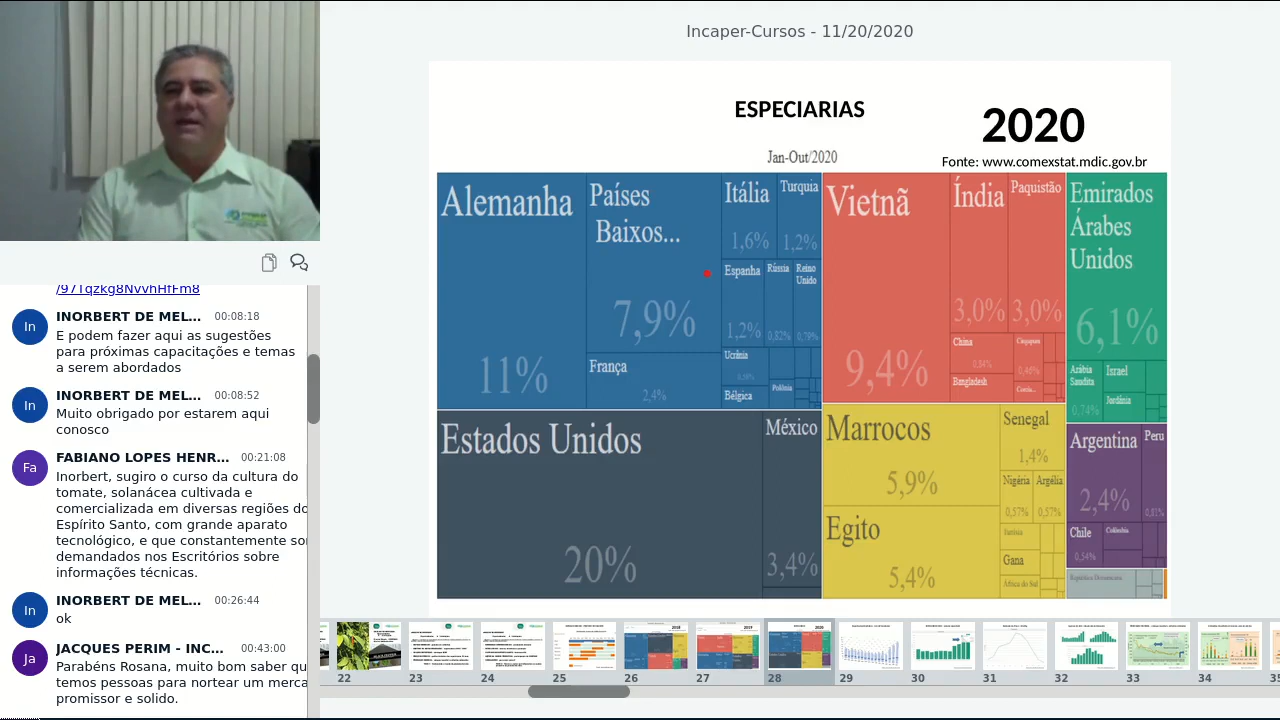 Incaper-Cursos - 11/20/2020
/971qzkg8NvvhHfFm8
In
INORBERT DE MEL... 00:08:18
E podem fazer aqui as sugestões
para próximas capacitações e temas
a serem abordados
In
INORBERT DE MEL... 00:08:52
Muito obrigado por estarem aqui
conosco
Fa
FABIANO LOPES HENR... 00:21:08
Inorbert, sugiro o curso da cultura do
tomate, solanácea cultivada e
comercializada em diversas regiões do
Espírito Santo, com grande aparato
tecnológico, eque constantemente so
demandados nos Escritórios sobre
informações técnicas.
In
INORBERT DE MEL... 00:26:44
ok
Ja
JACQUES PERINI - INC... 00:43:00
Parabéns Rosana, muito bom saber qu
temos pessoas para nortear um merca
promissor e solido.
ESPECIARIAS
2020
Jan-Out/2020
Fonte: www.comexstat.mdic.gov.br
Alemanha
11%
Países
Baixos...
7,9%
França
2,4%
Itália
1,6%
Turquia
1,2%
Espanha
1,2%
Rússia
0,82%
Reino
Unido
0,79%
Ucrânia
Bélgica
Polônia
Estados Unidos
20%
México
3,4%
Vietnã
9,4%
Índia
3,0%
Paquistão
3,0%
China
0,84%
Bangladesh
Cingapura
0,46%
Coreia...
Marrocos
5,9%
Egito
5,4%
Senegal
1,4%
Nigéria
0,57%
Argélia
0,57%
Gana
África do Sul
Emirados
Árabes
Unidos
6,1%
Arábia
Saudita
0,74%
Israel
Jordânia
Argentina
2,4%
Peru
0,81%
Chile
0,54%
Colômbia
República Dominicana
22 23 24 25 26 27 28 29 30 31 32 33 34 35